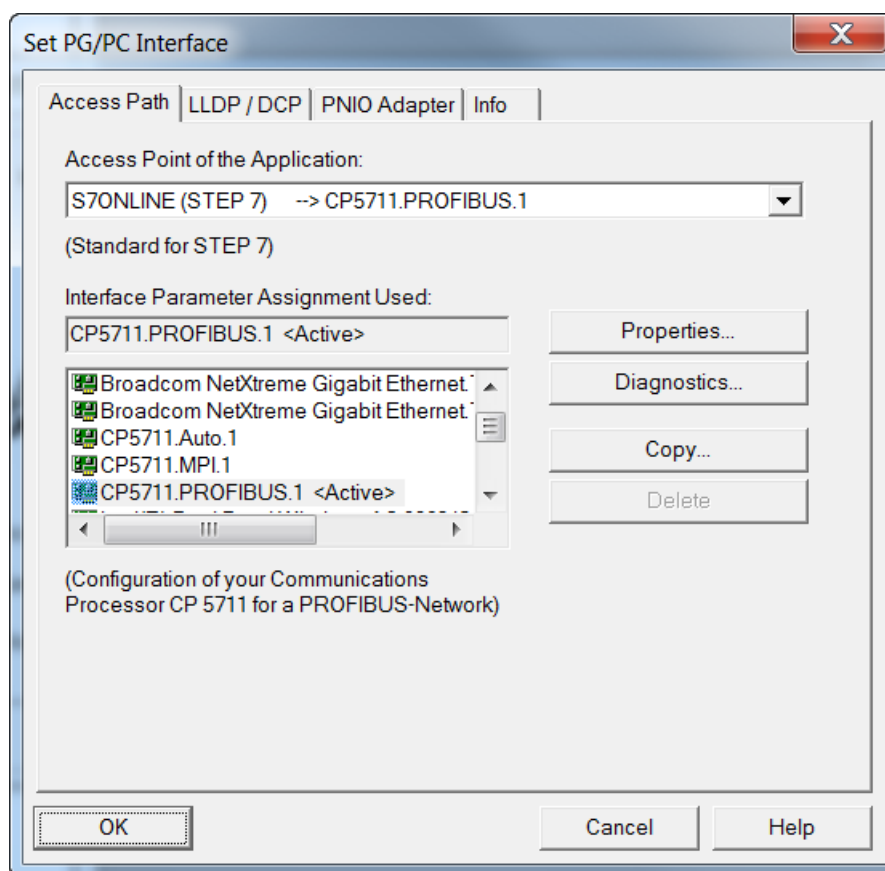 Set PG/PC Interface
Access Path LLDP / DCP PNIO Adapter Info
Access Point of the Application:
S7ONLINE (STEP 7) --> CP5711.PROFIBUS.1
(Standard for STEP 7)
Interface Parameter Assignment Used:
CP5711.PROFIBUS.1 <Active>
Properties...
Diagnostics...
Copy...
Delete
Broadcom NetXtreme Gigabit Ethernet.
Broadcom NetXtreme Gigabit Ethernet.
CP5711.Auto.1
CP5711.MPI.1
CP5711.PROFIBUS.1 <Active>
(Configuration of your Communications
Processor CP 5711 for a PROFIBUS-Network)
OK
Cancel
Help